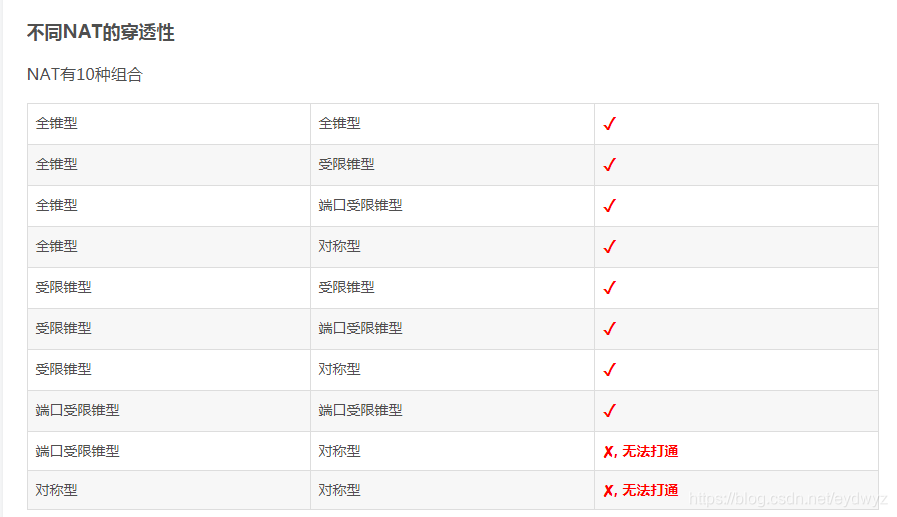 不同NAT的穿透性
NAT有10种组合
全锥型 全锥型 ✓
全锥型 受限锥型 ✓
全锥型 端口受限锥型 ✓
全锥型 对称型 ✓
受限锥型 受限锥型 ✓
受限锥型 端口受限锥型 ✓
受限锥型 对称型 ✓
端口受限锥型 端口受限锥型 ✓
端口受限锥型 对称型 ✗, 无法打通
对称型 对称型 ✗, 无法打通
https://blog.csdn.net/eydwyz